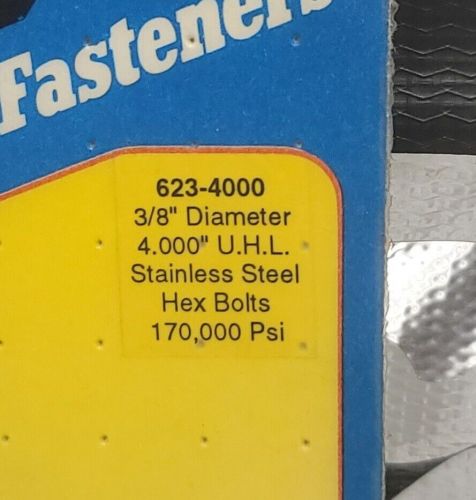 Fasteners
623-4000
3/8" Diameter
4.000" U.H.L.
Stainless Steel
Hex Bolts
170,000 Psi